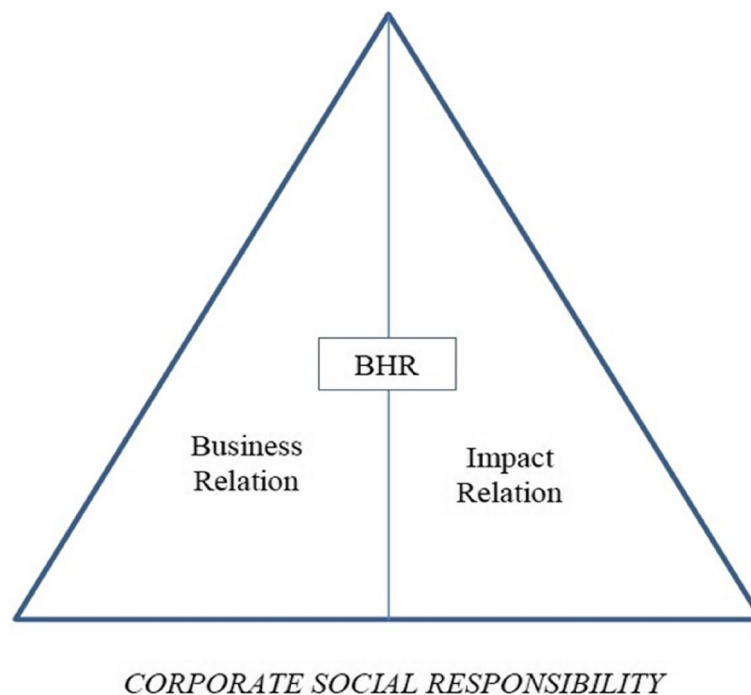 BHR
Business
Relation
Impact
Relation
CORPORATE SOCIAL RESPONSIBILITY